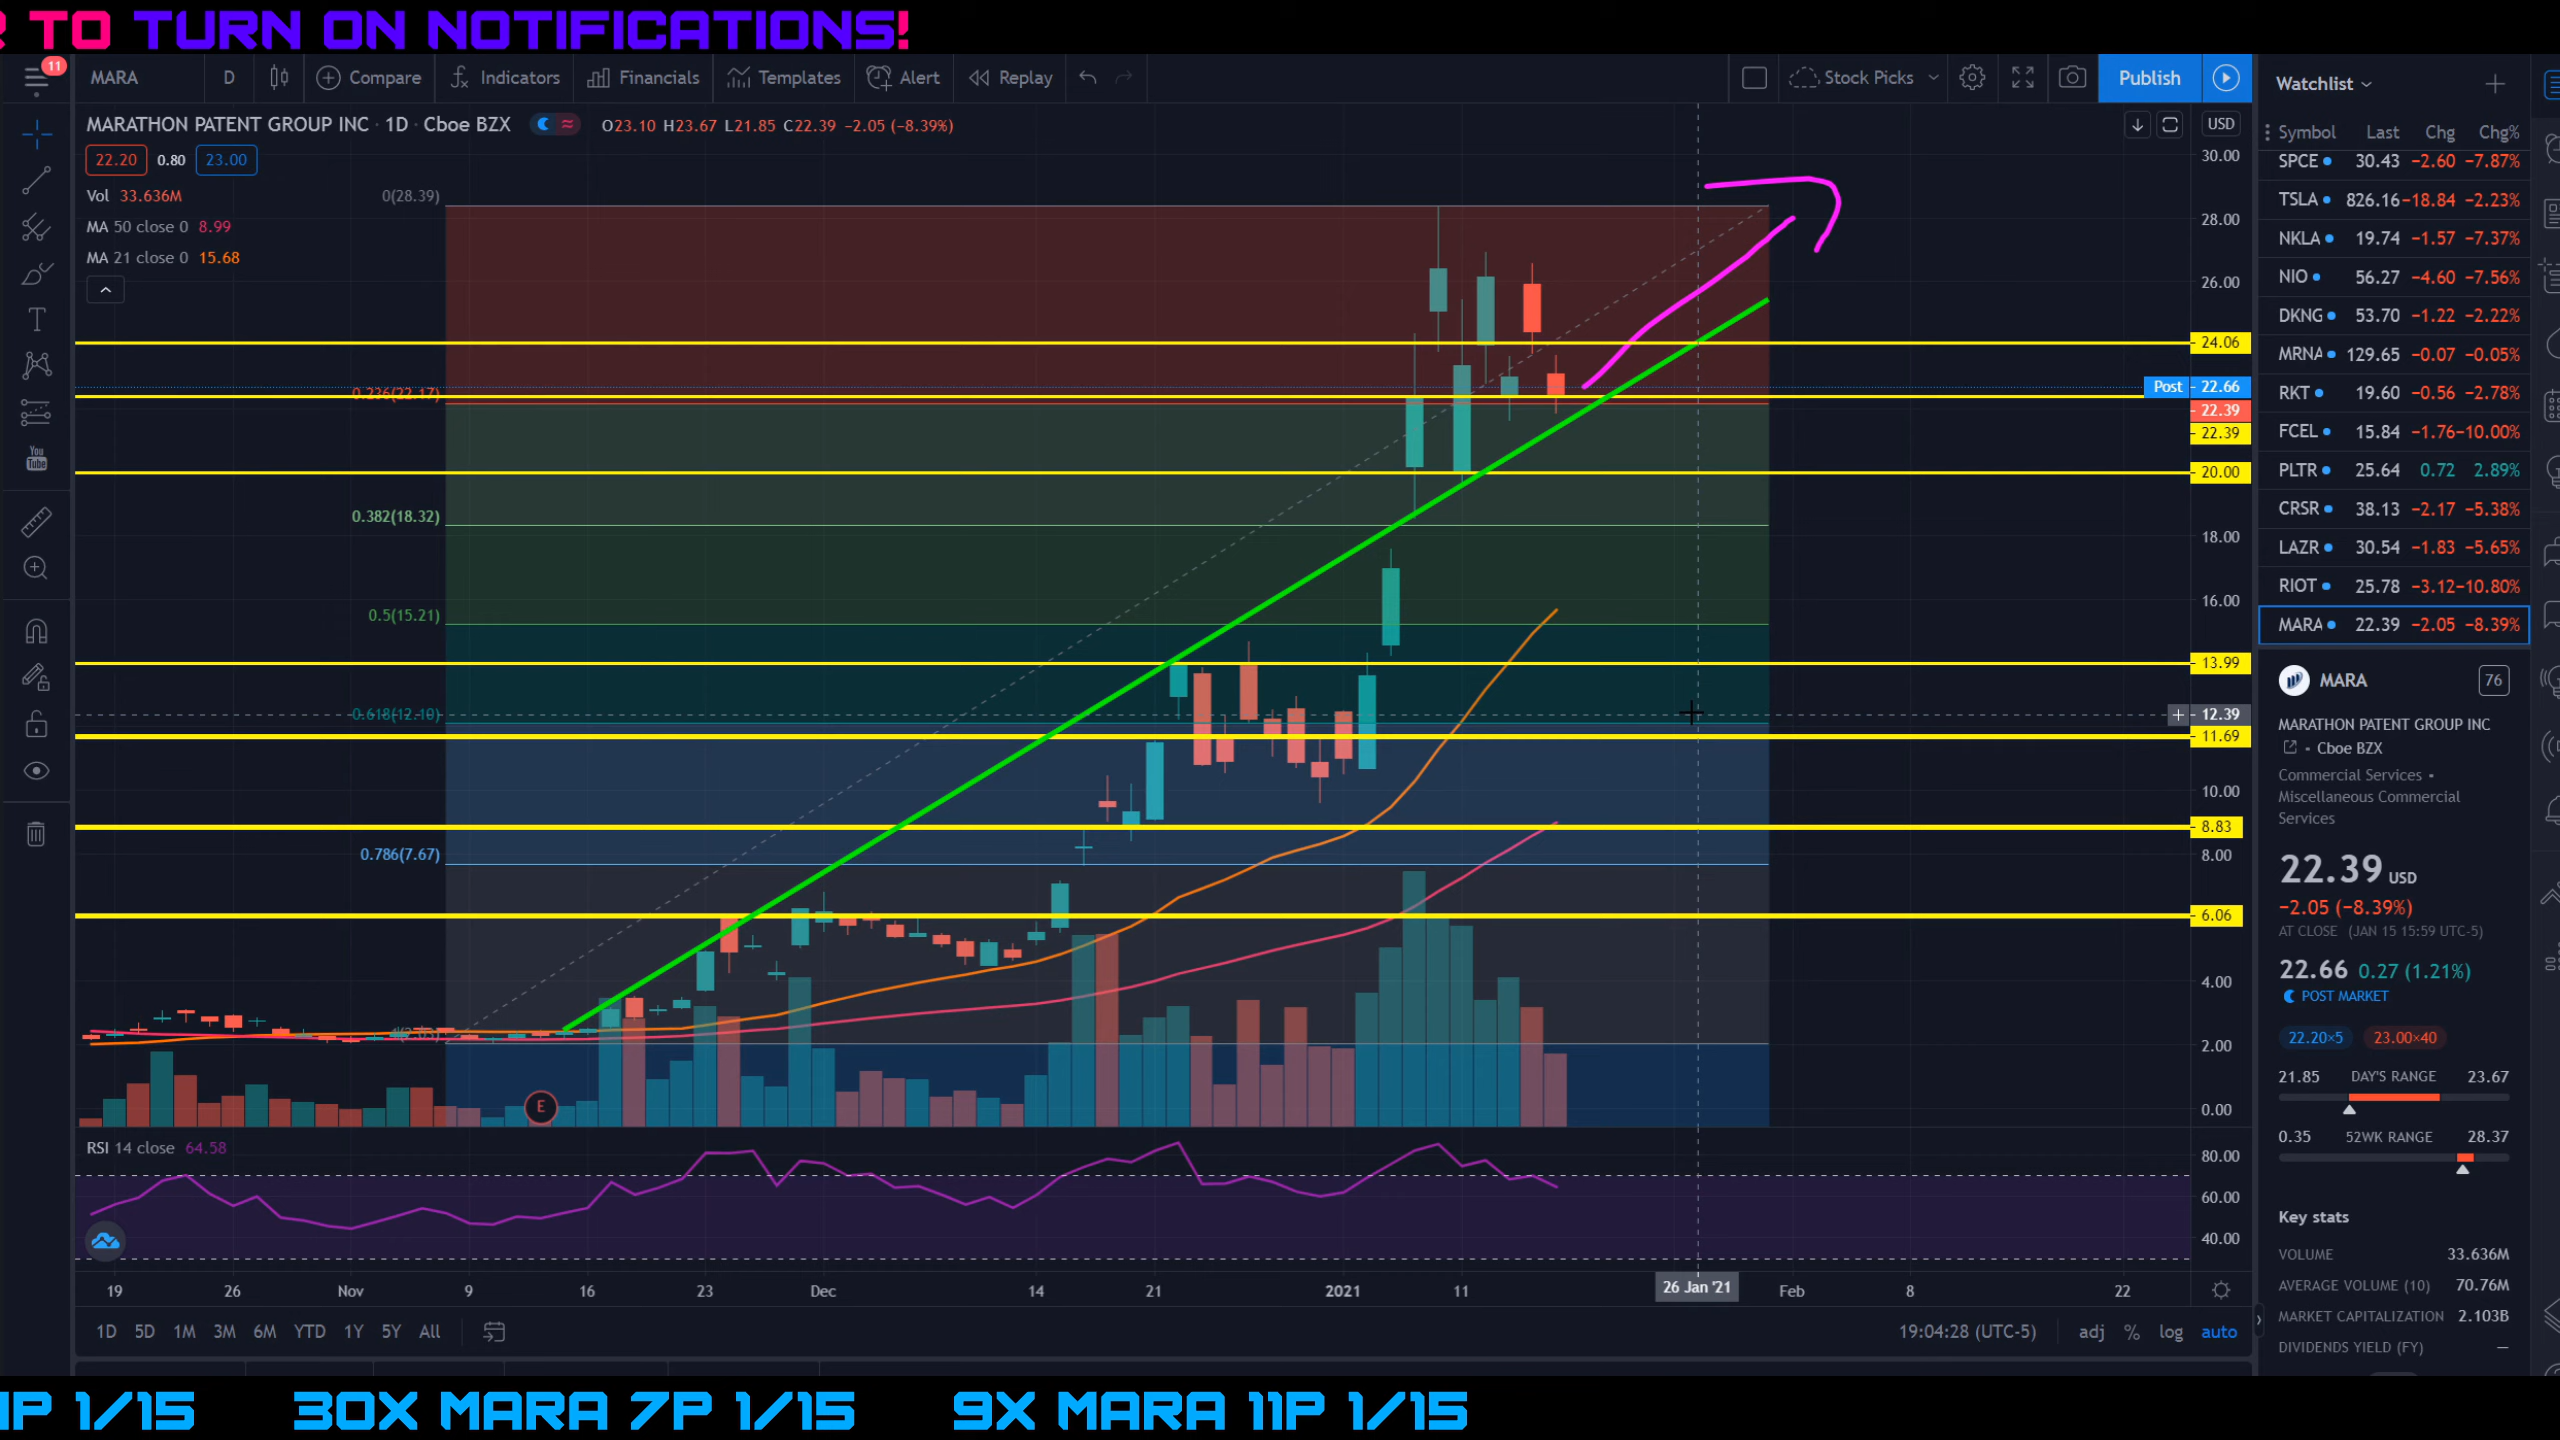 R TO TURN ON NOTIFICATIONS!
11
MARA D Compare Indicators Financials Templates Alert Replay Stock Picks Publish
MARATHON PATENT GROUP INC · 1D · Cboe BZX O23.10 H23.67 L21.85 C22.39 −2.05 (−8.39%)
22.20 0.80 23.00
Vol 33.636M
MA 50 close 0 8.99
MA 21 close 0 15.68
0(28.39)
0.236(22.17)
0.382(18.32)
0.5(15.21)
0.618(12.10)
0.786(7.67)
E
You
Tube
USD
30.00
28.00
26.00
24.06
Post 22.66
22.39
22.39
20.00
18.00
16.00
13.99
12.39
11.69
10.00
8.83
8.00
6.06
4.00
2.00
0.00
RSI 14 close 64.58
80.00
60.00
40.00
19 26 Nov 9 16 23 Dec 14 21 2021 11 26 Jan '21 Feb 8 22
1D 5D 1M 3M 6M YTD 1Y 5Y All
19:04:28 (UTC-5) adj % log auto
Watchlist
Symbol Last Chg Chg%
SPCE 30.43 −2.60 −7.87%
TSLA 826.16 −18.84 −2.23%
NKLA 19.74 −1.57 −7.37%
NIO 56.27 −4.60 −7.56%
DKNG 53.70 −1.22 −2.22%
MRNA 129.65 −0.07 −0.05%
RKT 19.60 −0.56 −2.78%
FCEL 15.84 −1.76 −10.00%
PLTR 25.64 0.72 2.89%
CRSR 38.13 −2.17 −5.38%
LAZR 30.54 −1.83 −5.65%
RIOT 25.78 −3.12 −10.80%
MARA 22.39 −2.05 −8.39%
MARA 76
MARATHON PATENT GROUP INC
• Cboe BZX
Commercial Services •
Miscellaneous Commercial
Services
22.39 USD
−2.05 (−8.39%)
AT CLOSE (JAN 15 15:59 UTC-5)
22.66 0.27 (1.21%)
POST MARKET
22.20×5 23.00×40
21.85 DAY'S RANGE 23.67
0.35 52WK RANGE 28.37
Key stats
VOLUME 33.636M
AVERAGE VOLUME (10) 70.76M
MARKET CAPITALIZATION 2.103B
DIVIDENDS YIELD (FY) —
P 1/15 30X MARA 7P 1/15 9X MARA 11P 1/15